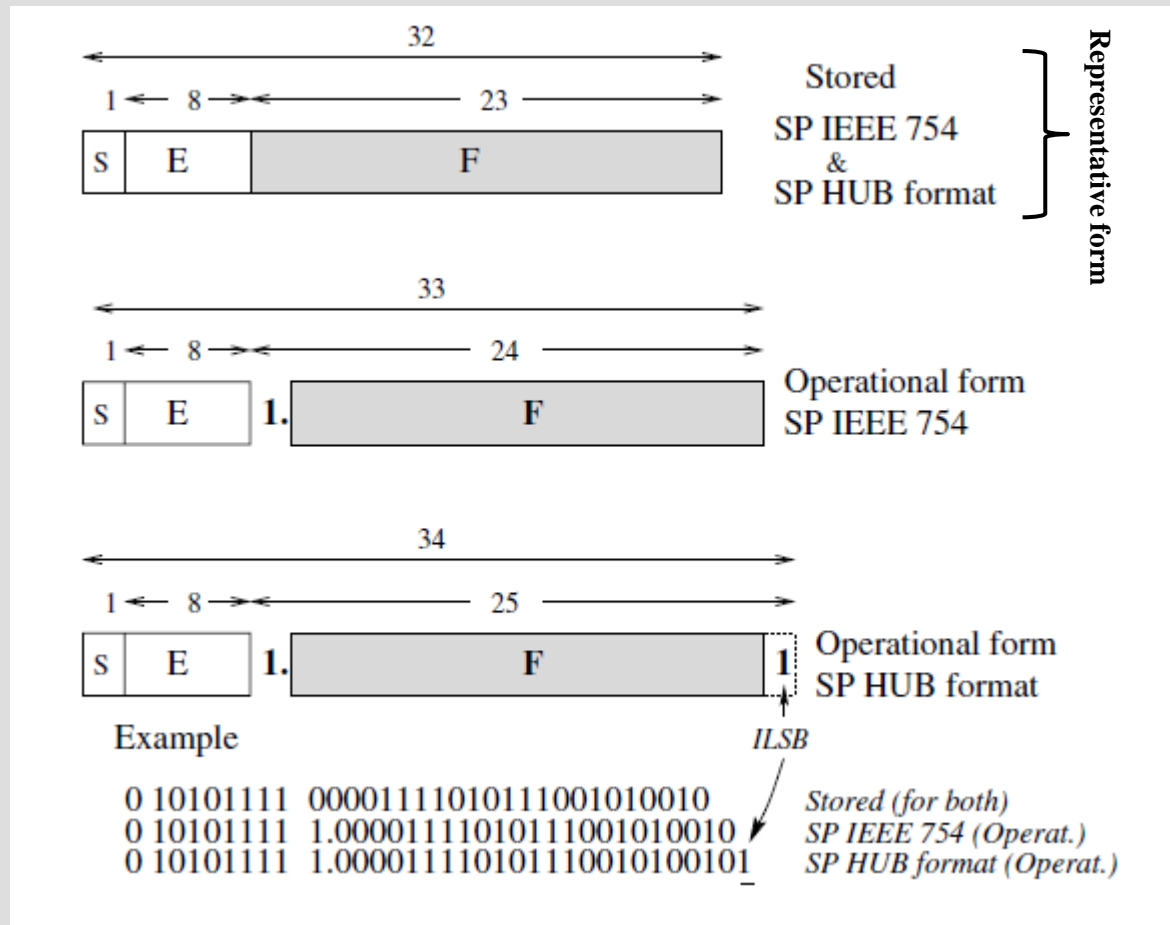 32
1 8 23
S E F
Stored
SP IEEE 754
&
SP HUB format
Representative form
33
1 8 24
S E 1. F
Operational form
SP IEEE 754
34
1 8 25
S E 1. F 1
Operational form
SP HUB format
Example
ILSB
0 10101111 00001111010111001010010 Stored (for both)
0 10101111 1.00001111010111001010010 SP IEEE 754 (Operat.)
0 10101111 1.000011110101110010100101 SP HUB format (Operat.)